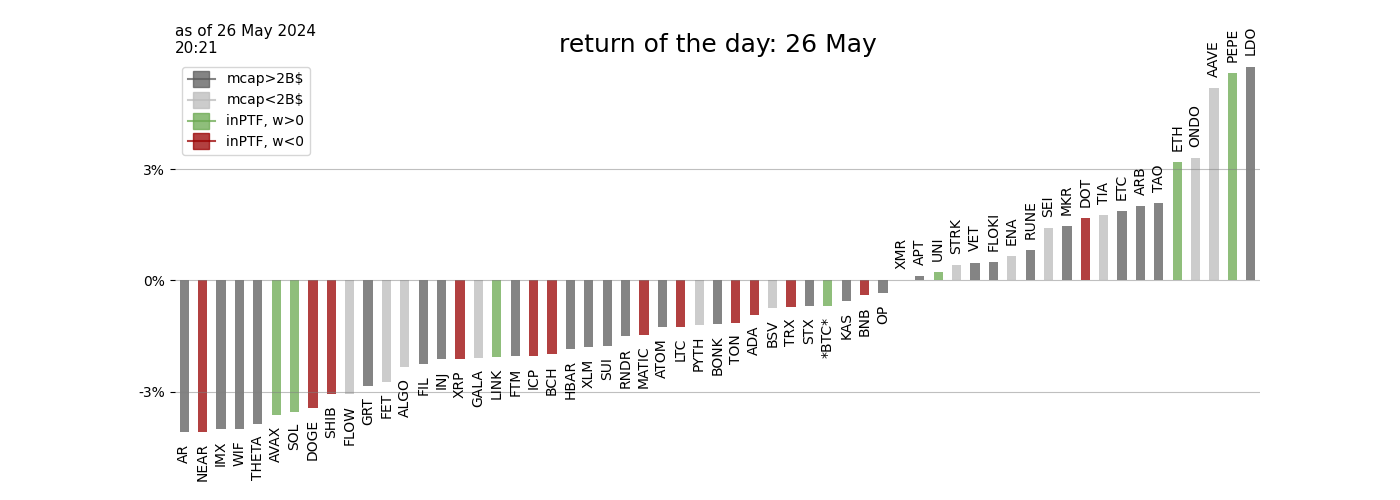 as of 26 May 2024
20:21
return of the day: 26 May
mcap>2B$
mcap<2B$
inPTF, w>0
inPTF, w<0
3%
0%
-3%
AR
NEAR
IMX
WIF
THETA
AVAX
SOL
DOGE
SHIB
FLOW
GRT
FET
ALGO
FIL
INJ
XRP
GALA
LINK
FTM
ICP
BCH
HBAR
XLM
SUI
RNDR
MATIC
ATOM
LTC
PYTH
BONK
TON
ADA
BSV
TRX
STX
*BTC*
KAS
BNB
OP
XMR
APT
UNI
STRK
VET
FLOKI
ENA
RUNE
SEI
MKR
DOT
TIA
ETC
ARB
TAO
ETH
ONDO
AAVE
PEPE
LDO